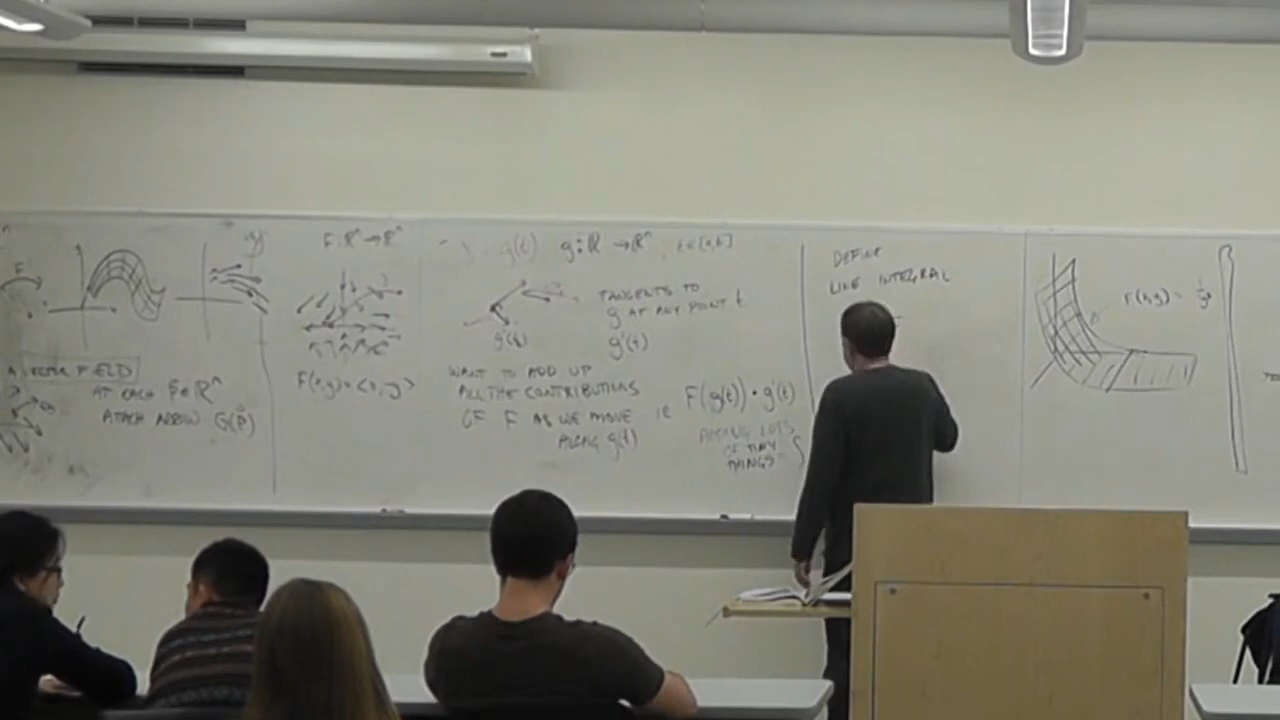 F
VECTOR FIELD
AT EACH P∈ℝⁿ
ATTACH ARROW G(P)
F: ℝⁿ → ℝⁿ
F(x,y) = <x, y>
g(t) g: ℝ → ℝⁿ, t∈[a,b]
TANGENTS TO
g AT ANY POINT t
g'(t)
g'(t)
WANT TO ADD UP
ALL THE CONTRIBUTIONS
OF F AS WE MOVE
ALONG g(t)
ie F(g(t)) • g'(t)
ADDING LOTS
OF TINY
THINGS ∫
DEFINE
LINE INTEGRAL
F(x,y) =